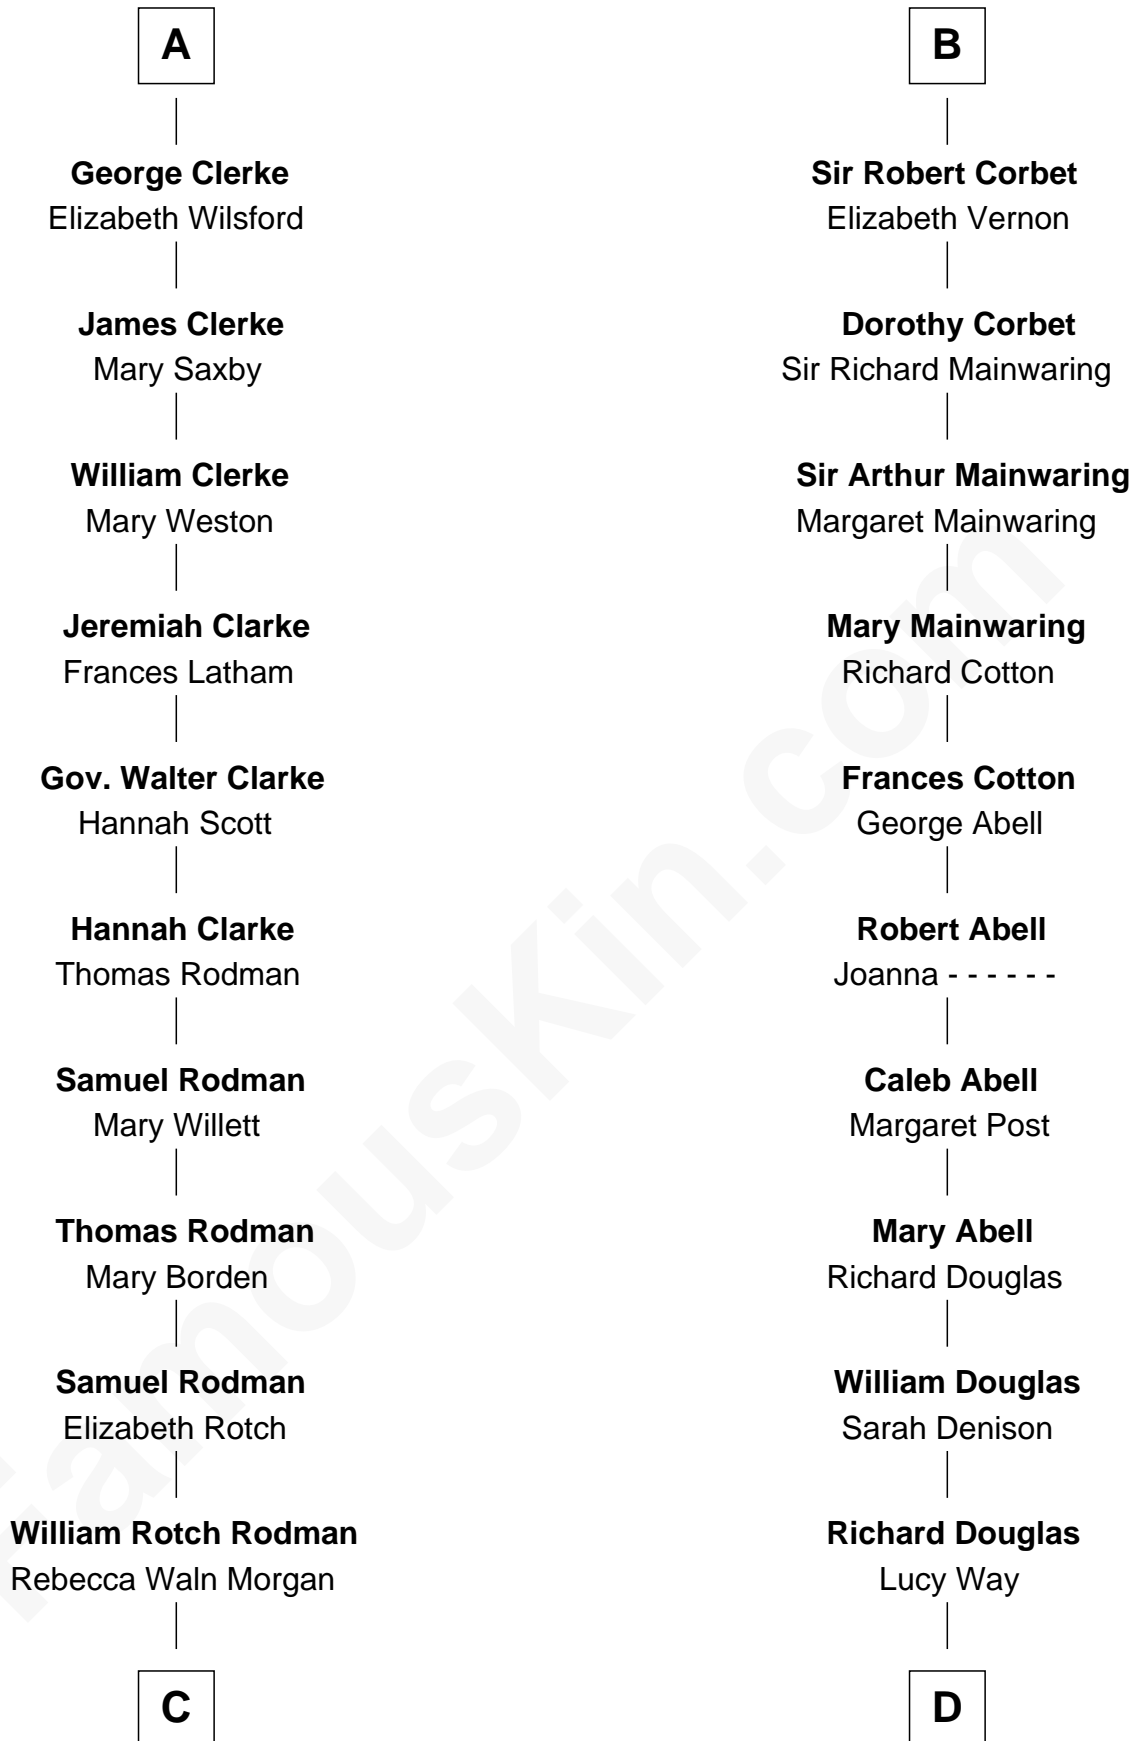 A
George Clerke
Elizabeth Wilsford
James Clerke
Mary Saxby
William Clerke
Mary Weston
Jeremiah Clarke
Frances Latham
Gov. Walter Clarke
Hannah Scott
Hannah Clarke
Thomas Rodman
Samuel Rodman
Mary Willett
Thomas Rodman
Mary Borden
Samuel Rodman
Elizabeth Rotch
William Rotch Rodman
Rebecca Waln Morgan
C
B
Sir Robert Corbet
Elizabeth Vernon
Dorothy Corbet
Sir Richard Mainwaring
Sir Arthur Mainwaring
Margaret Mainwaring
Mary Mainwaring
Richard Cotton
Frances Cotton
George Abell
Robert Abell
Joanna - - - - - -
Caleb Abell
Margaret Post
Mary Abell
Richard Douglas
William Douglas
Sarah Denison
Richard Douglas
Lucy Way
D
FamousKin.com